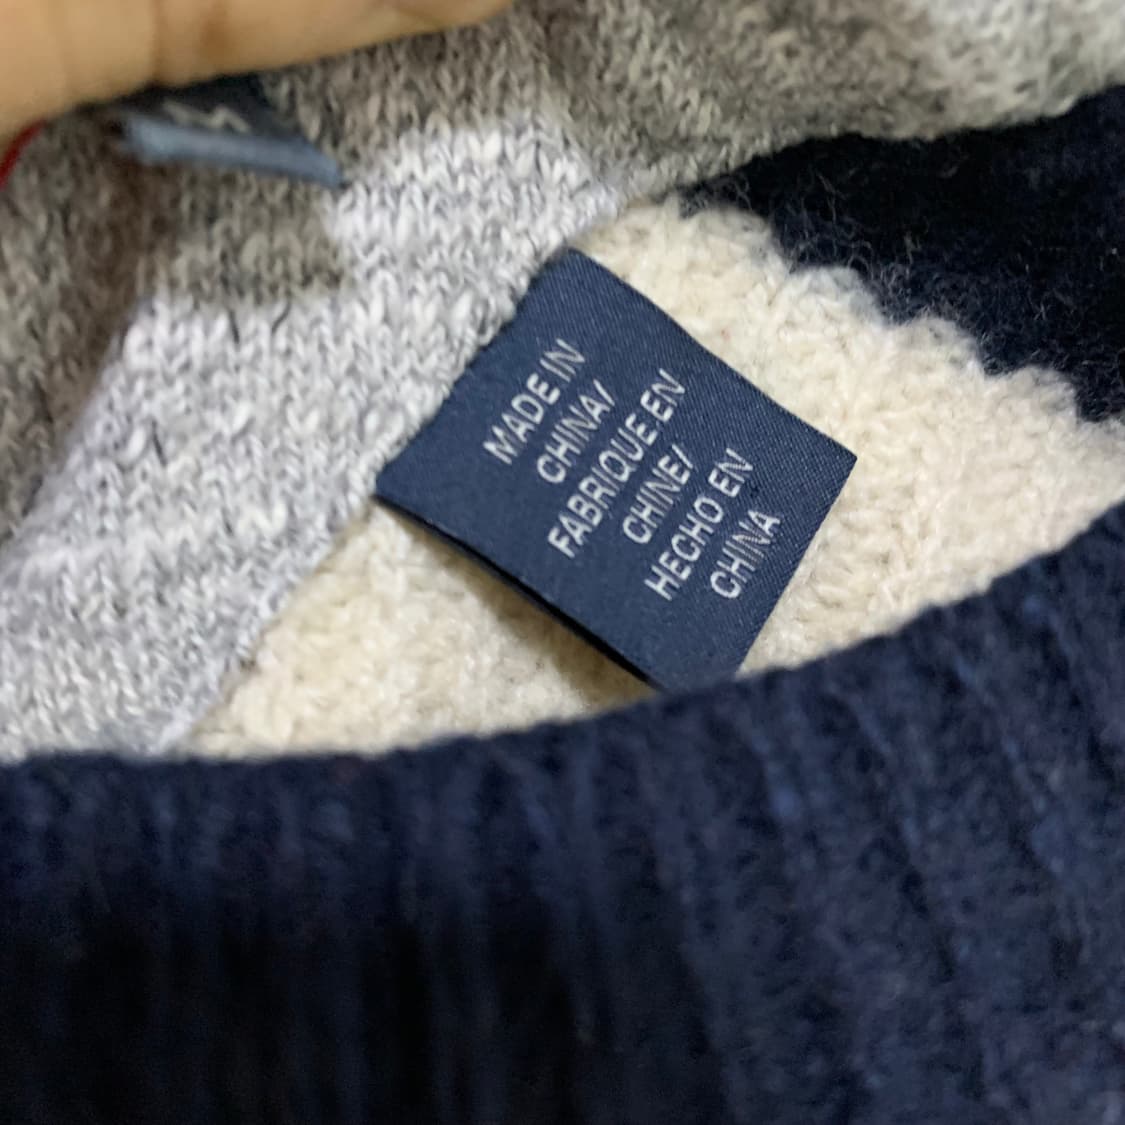 MADE IN
CHINA/
FABRIQUE EN
CHINE/
HECHO EN
CHINA